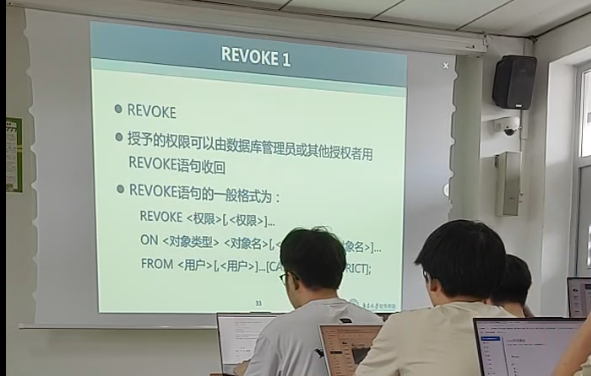 REVOKE 1
REVOKE
授予的权限可以由数据库管理员或其他授权者用
REVOKE语句收回
REVOKE语句的一般格式为：
REVOKE <权限>[,<权限>]...
ON <对象类型> <对象名>[, 象名>]...
FROM <用户>[,<用户>]...[CA RICT];
33